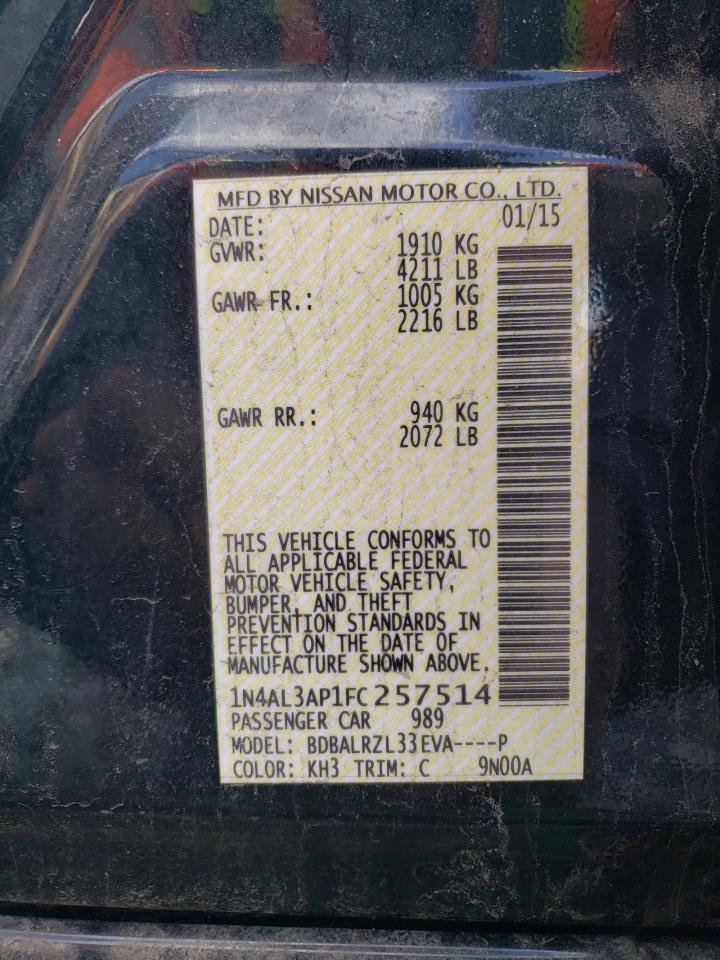 MFD BY NISSAN MOTOR CO., LTD.
DATE: 01/15
GVWR: 1910 KG
4211 LB
GAWR FR.: 1005 KG
2216 LB
GAWR RR.: 940 KG
2072 LB
THIS VEHICLE CONFORMS TO
ALL APPLICABLE FEDERAL
MOTOR VEHICLE SAFETY,
BUMPER, AND THEFT
PREVENTION STANDARDS IN
EFFECT ON THE DATE OF
MANUFACTURE SHOWN ABOVE.
1N4AL3AP1FC257514
PASSENGER CAR 989
MODEL: BDBALRZL33EVA----P
COLOR: KH3 TRIM: C 9N00A